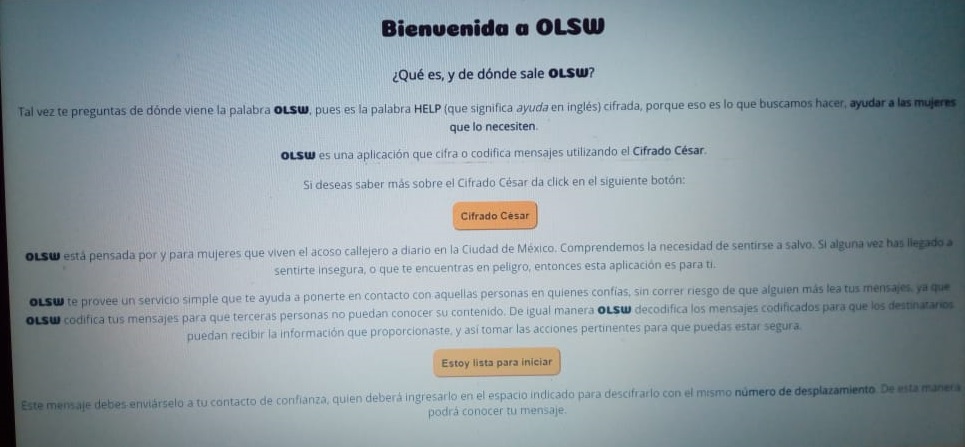 Bienvenida a OLSW
¿Qué es, y de dónde sale OLSW?
Tal vez te preguntas de dónde viene la palabra OLSW, pues es la palabra HELP (que significa ayuda en inglés) cifrada, porque eso es lo que buscamos hacer, ayudar a las mujeres
que lo necesiten.
OLSW es una aplicación que cifra o codifica mensajes utilizando el Cifrado César.
Si deseas saber más sobre el Cifrado César da click en el siguiente botón:
Cifrado César
OLSW está pensada por y para mujeres que viven el acoso callejero a diario en la Ciudad de México. Comprendemos la necesidad de sentirse a salvo. Si alguna vez has llegado a
sentirte insegura, o que te encuentras en peligro, entonces esta aplicación es para ti.
OLSW te provee un servicio simple que te ayuda a ponerte en contacto con aquellas personas en quienes confías, sin correr riesgo de que alguien más lea tus mensajes, ya que
OLSW codifica tus mensajes para que terceras personas no puedan conocer su contenido. De igual manera OLSW decodifica los mensajes codificados para que los destinatarios
puedan recibir la información que proporcionaste, y así tomar las acciones pertinentes para que puedas estar segura.
Estoy lista para iniciar
Este mensaje debes enviárselo a tu contacto de confianza, quien deberá ingresarlo en el espacio indicado para descifrarlo con el mismo número de desplazamiento. De esta manera
podrá conocer tu mensaje.